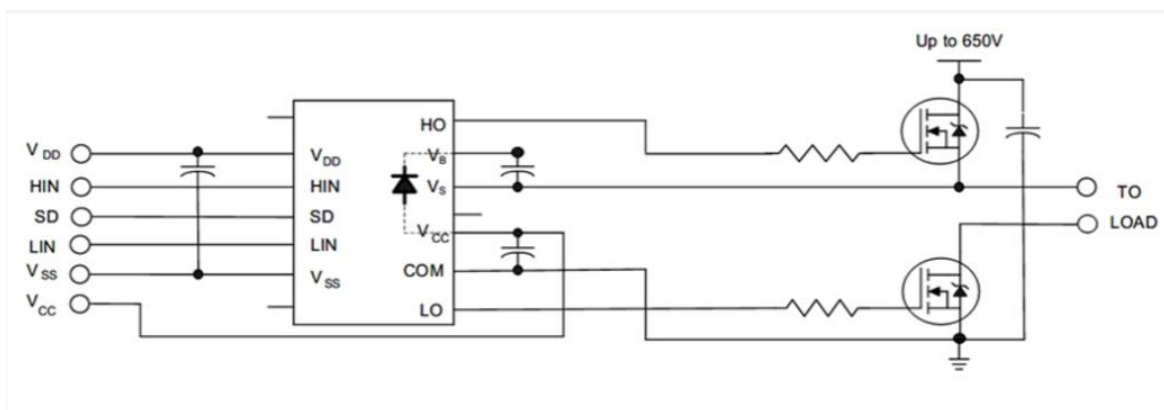 Up to 650V
V DD
HIN
SD
LIN
V SS
V CC
V DD
HIN
SD
LIN
V SS
HO
V B
V S
V CC
COM
LO
TO
LOAD